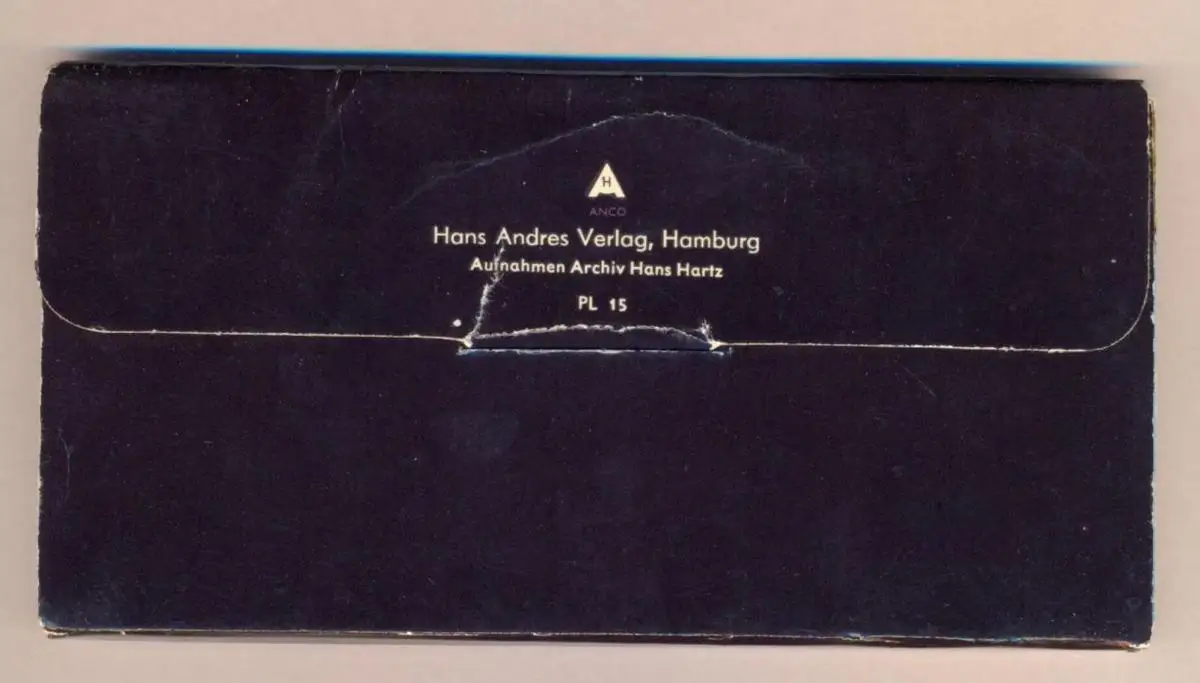 H
ANCO
Hans Andres Verlag, Hamburg
Aufnahmen Archiv Hans Hartz
PL 15